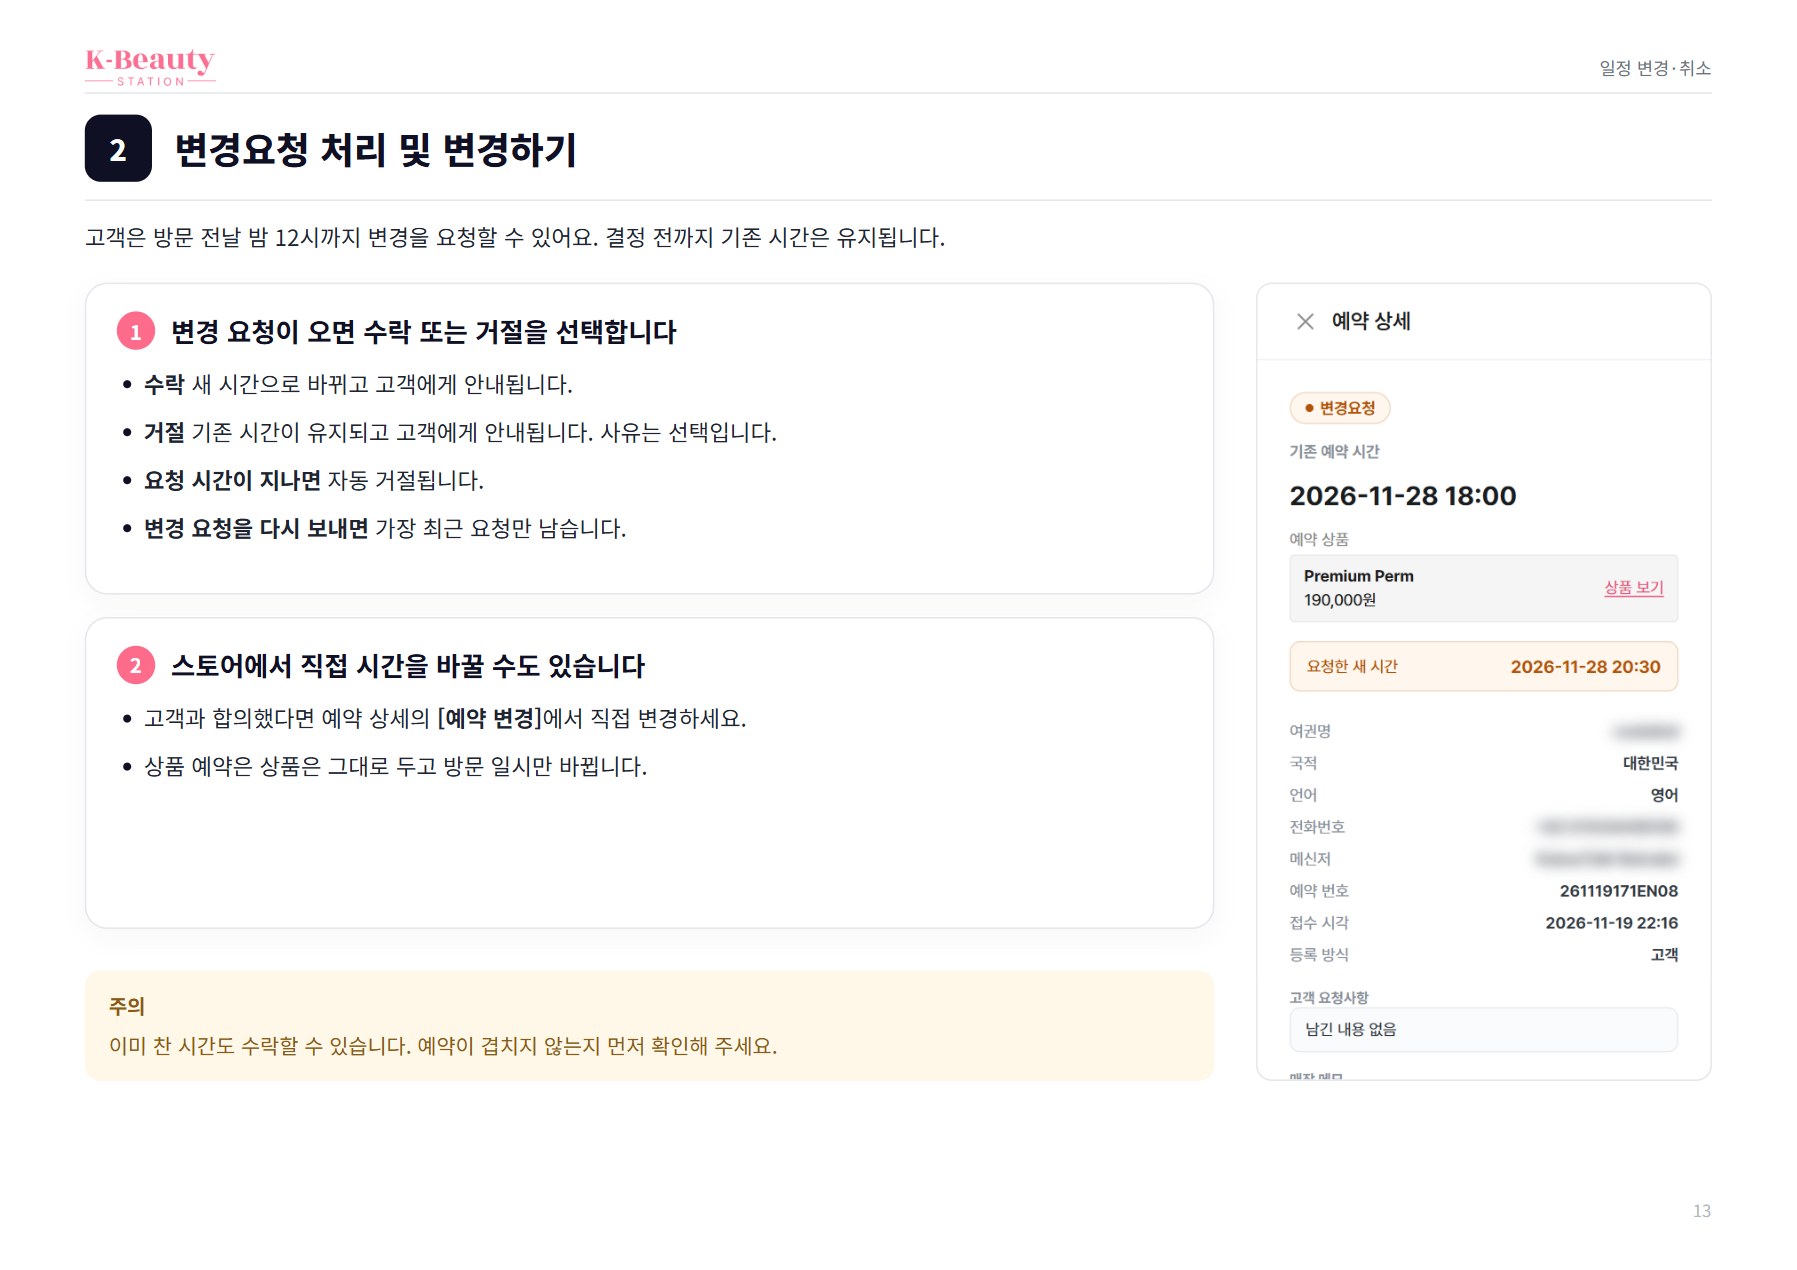 K-Beauty
STATION
일정 변경·취소
2
변경요청 처리 및 변경하기
고객은 방문 전날 밤 12시까지 변경을 요청할 수 있어요. 결정 전까지 기존 시간은 유지됩니다.
1 변경 요청이 오면 수락 또는 거절을 선택합니다
• 수락 새 시간으로 바뀌고 고객에게 안내됩니다.
• 거절 기존 시간이 유지되고 고객에게 안내됩니다. 사유는 선택입니다.
• 요청 시간이 지나면 자동 거절됩니다.
• 변경 요청을 다시 보내면 가장 최근 요청만 남습니다.
2 스토어에서 직접 시간을 바꿀 수도 있습니다
• 고객과 합의했다면 예약 상세의 [예약 변경]에서 직접 변경하세요.
• 상품 예약은 상품은 그대로 두고 방문 일시만 바뀝니다.
주의
이미 찬 시간도 수락할 수 있습니다. 예약이 겹치지 않는지 먼저 확인해 주세요.
예약 상세
변경요청
기존 예약 시간
2026-11-28 18:00
예약 상품
Premium Perm
190,000원
상품 보기
요청한 새 시간 2026-11-28 20:30
여권명
국적 대한민국
언어 영어
전화번호
메신저
예약 번호 261119171EN08
접수 시각 2026-11-19 22:16
등록 방식 고객
고객 요청사항
남긴 내용 없음
13